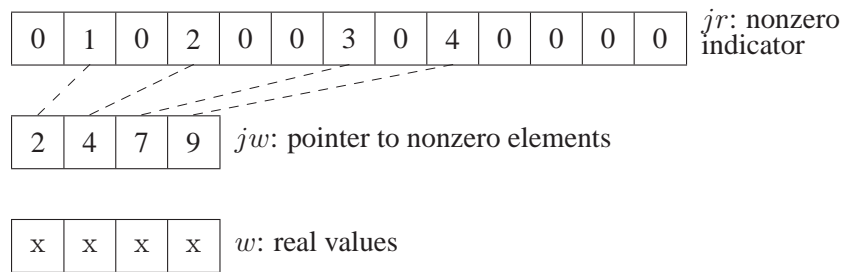 0 1 0 2 0 0 3 0 4 0 0 0 0 jr: nonzero
indicator
2 4 7 9 jw: pointer to nonzero elements
x x x x w: real values